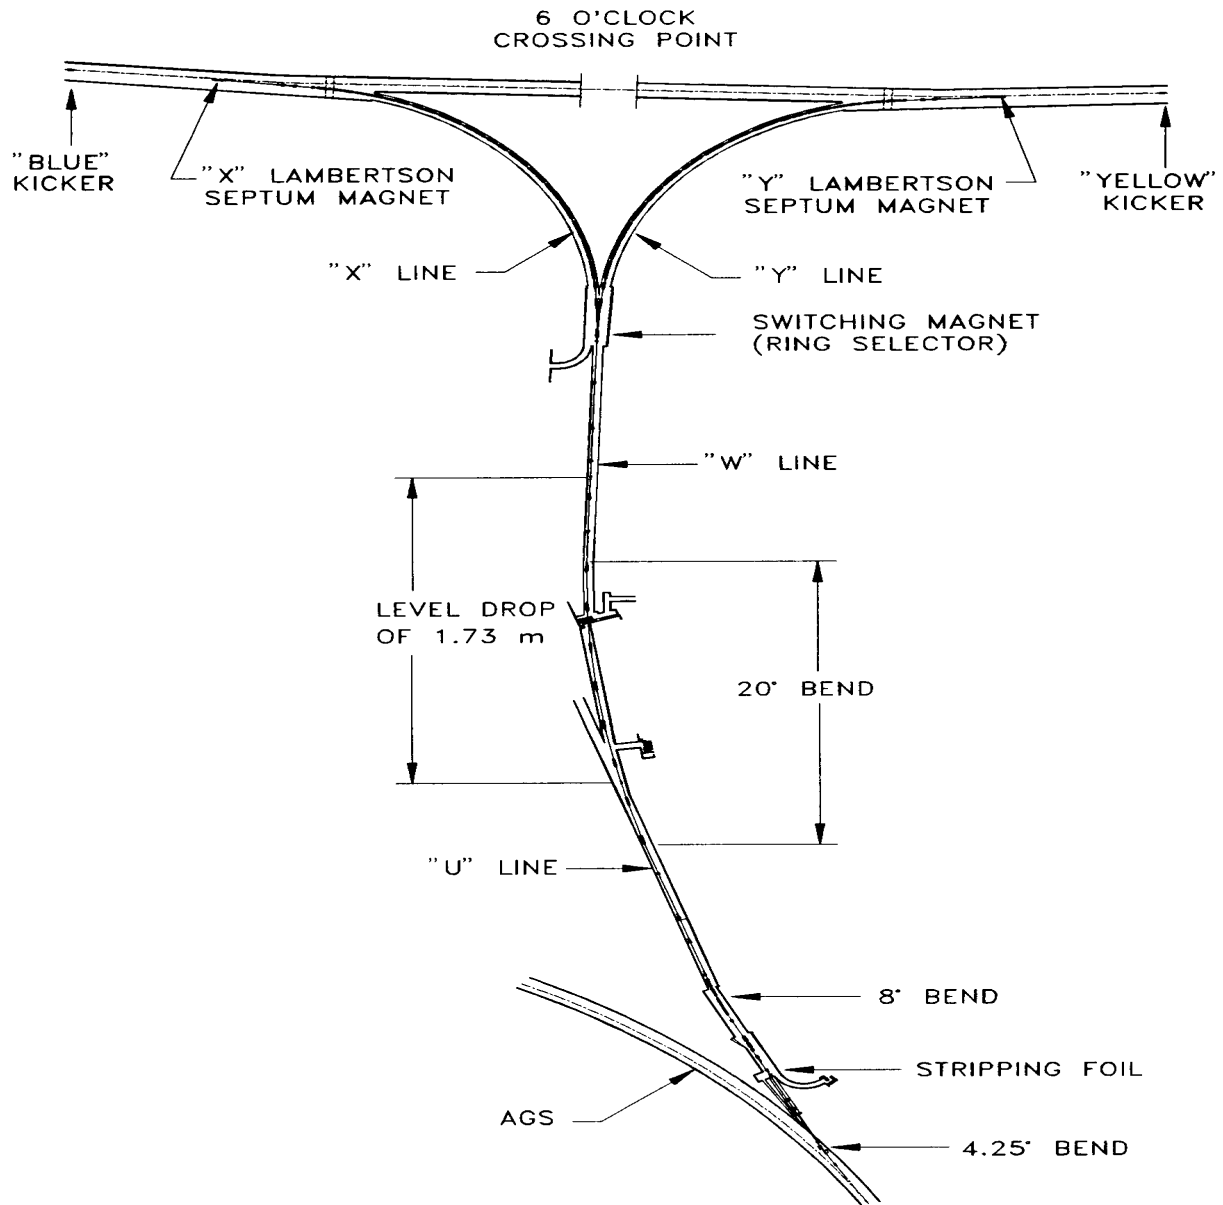 6 O'CLOCK
CROSSING POINT
"BLUE"
KICKER
"X" LAMBERTSON
SEPTUM MAGNET
"Y" LAMBERTSON
SEPTUM MAGNET
"YELLOW"
KICKER
"X" LINE
"Y" LINE
SWITCHING MAGNET
(RING SELECTOR)
"W" LINE
LEVEL DROP
OF 1.73 m
20° BEND
"U" LINE
8° BEND
STRIPPING FOIL
AGS
4.25° BEND